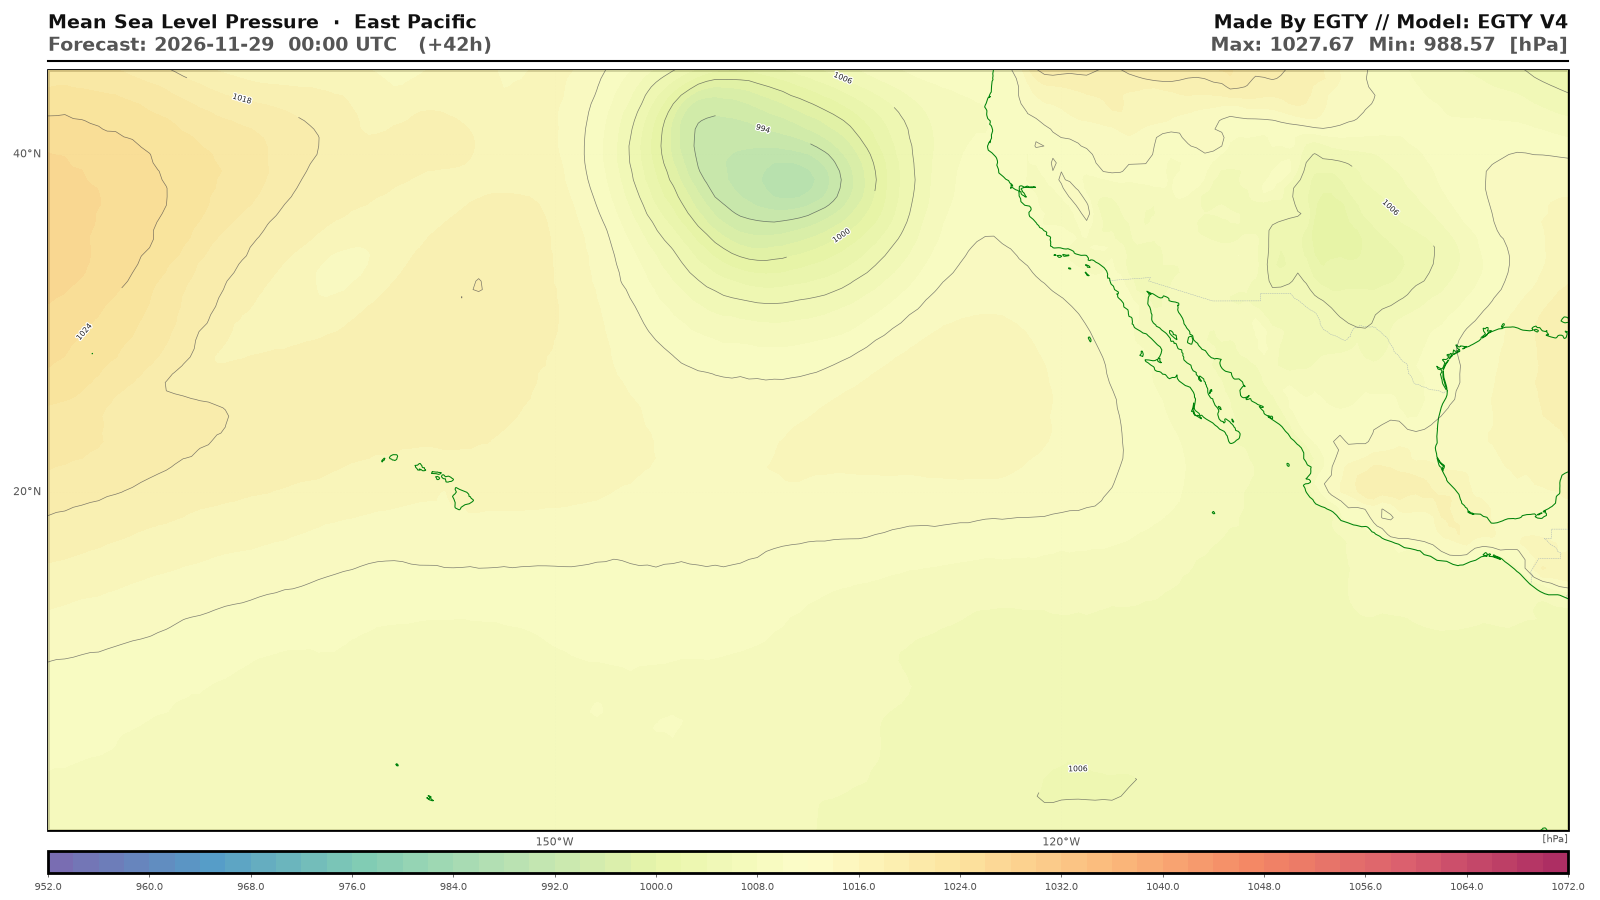 Mean Sea Level Pressure · East Pacific
Made By EGTY // Model: EGTY V4
Forecast: 2026-11-29 00:00 UTC (+42h)
Max: 1027.67 Min: 988.57 [hPa]
1006
1018
994
40°N
1006
1000
1024
20°N
1006
150°W
120°W
[hPa]
952.0 960.0 968.0 976.0 984.0 992.0 1000.0 1008.0 1016.0 1024.0 1032.0 1040.0 1048.0 1056.0 1064.0 1072.0